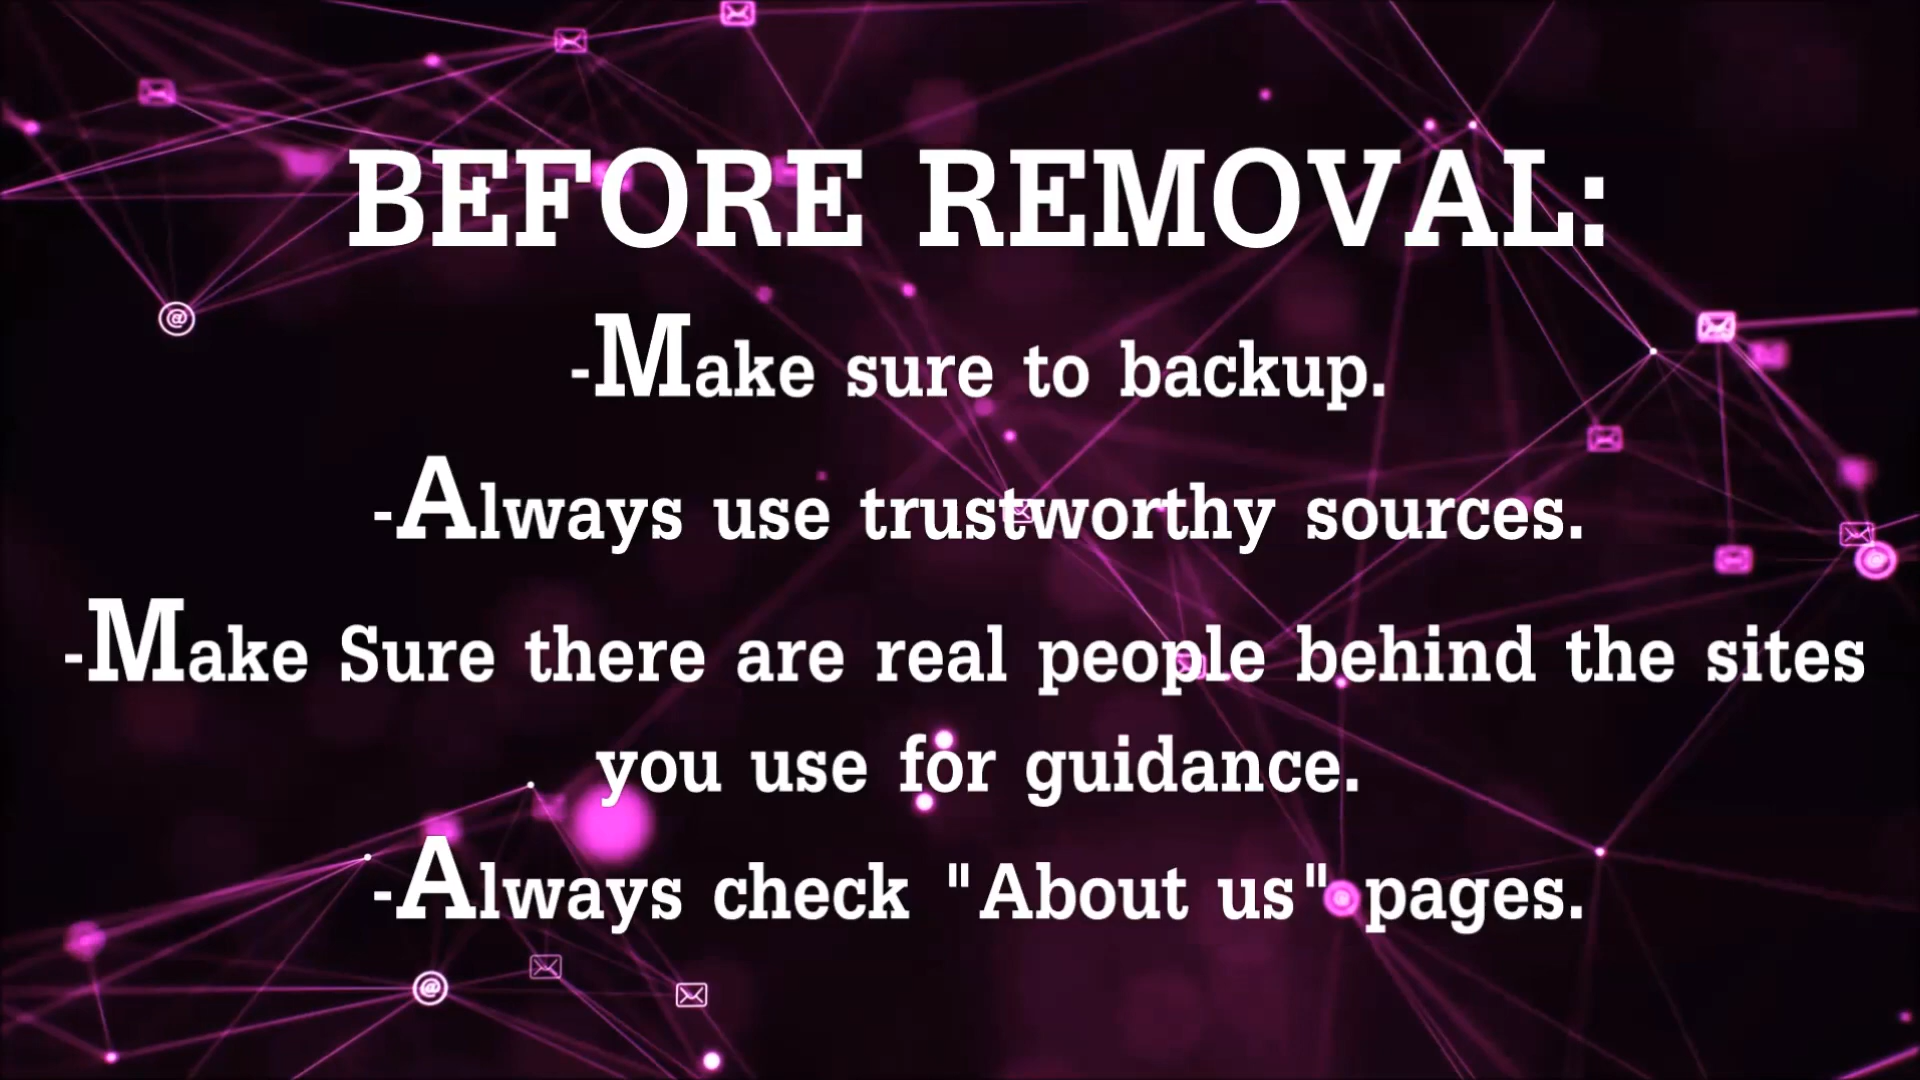 BEFORE REMOVAL:
-Make sure to backup.
-Always use trustworthy sources.
-Make Sure there are real people behind the sites
you use for guidance.
-Always check "About us" pages.